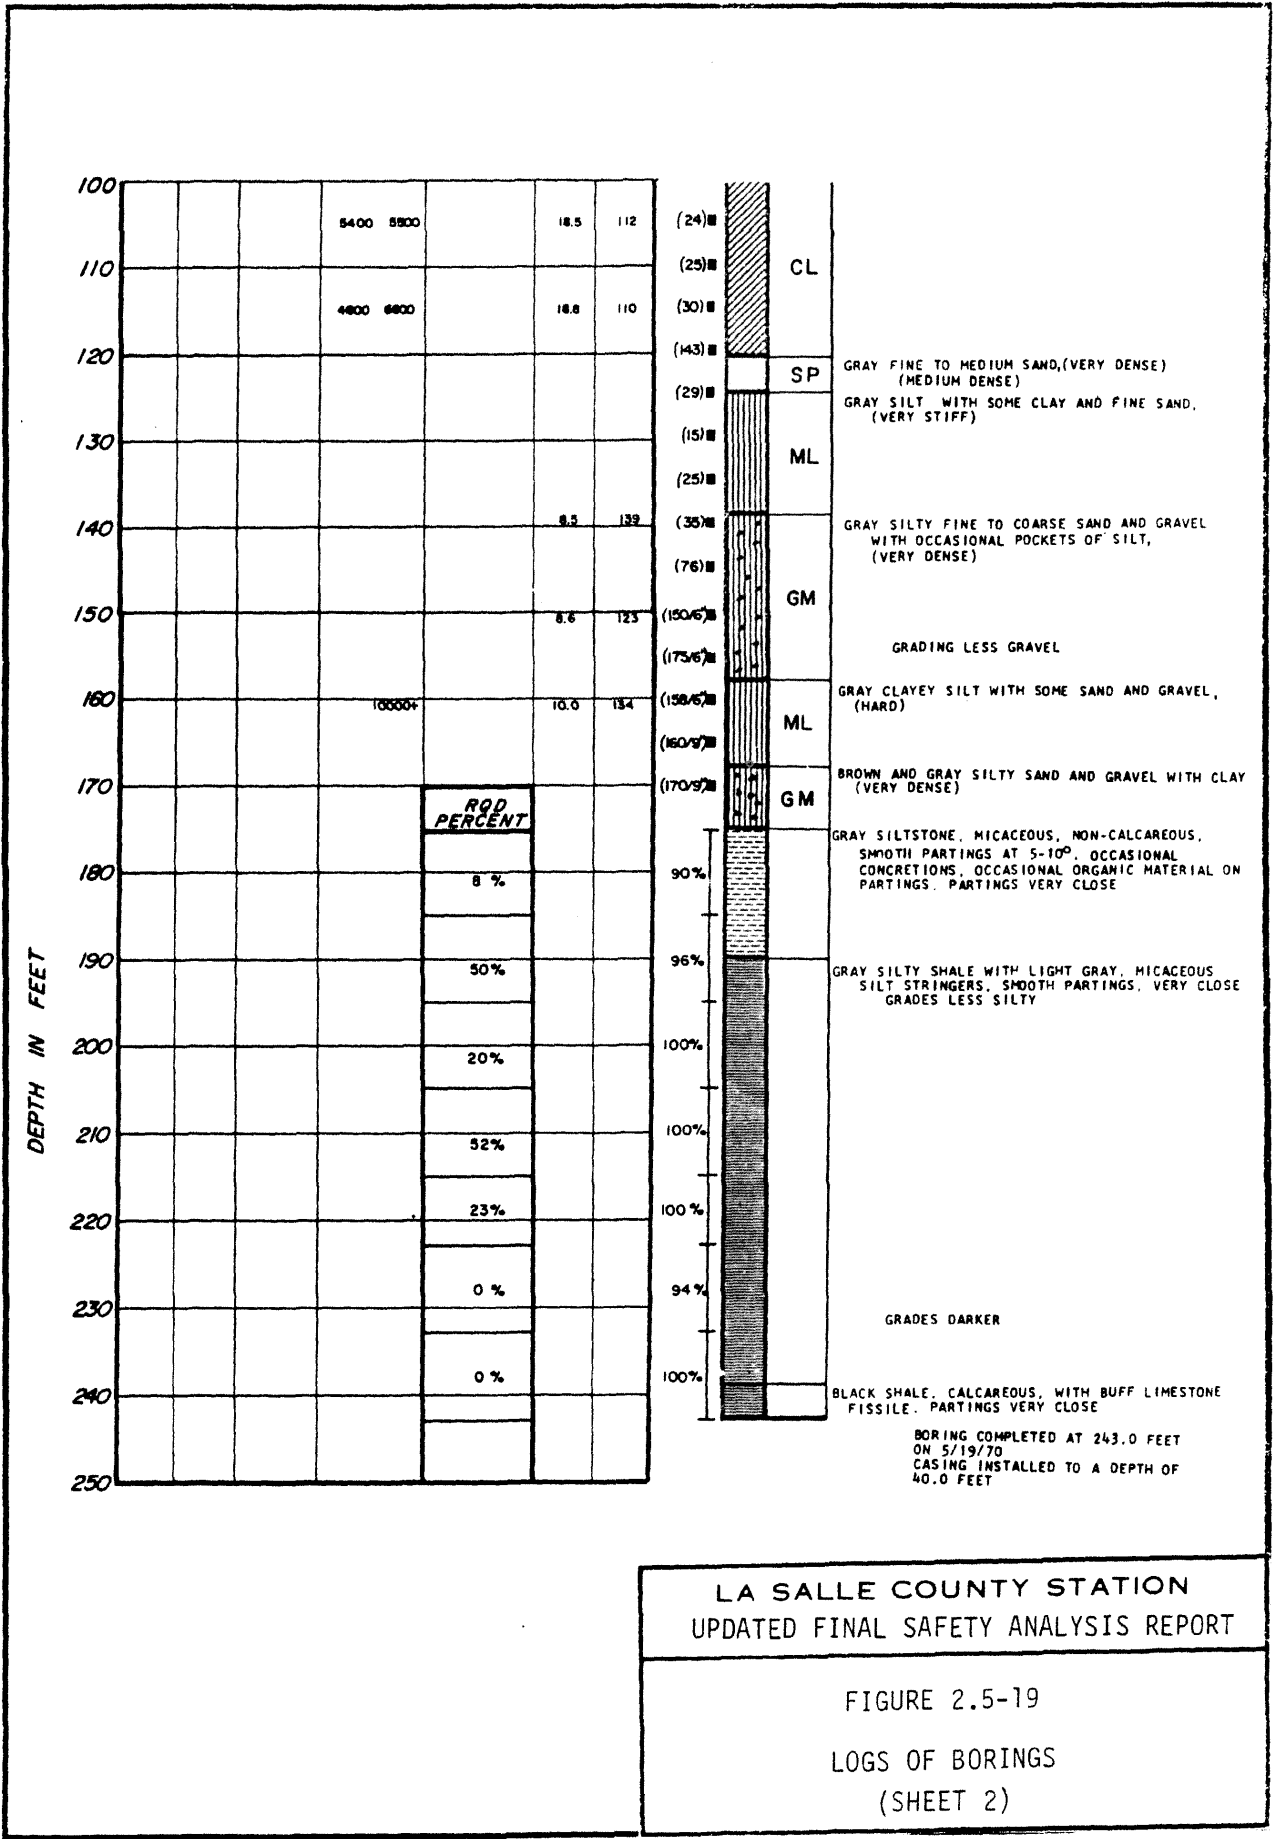 100
5400 5500 18.5 112 (24)
110 (25) CL
4800 6600 18.8 110 (30)
120 (143)
SP GRAY FINE TO MEDIUM SAND,(VERY DENSE)
(MEDIUM DENSE)
(29)
GRAY SILT WITH SOME CLAY AND FINE SAND,
(VERY STIFF)
130 (15)
ML
(25)
140 8.5 139 (35)
GRAY SILTY FINE TO COARSE SAND AND GRAVEL
WITH OCCASIONAL POCKETS OF SILT,
(VERY DENSE)
(76)
GM
150 8.6 123 (150/6")
GRADING LESS GRAVEL
(175/6")
GRAY CLAYEY SILT WITH SOME SAND AND GRAVEL,
(HARD)
160 10000+ 10.0 134 (158/6")
ML
(160/9")
BROWN AND GRAY SILTY SAND AND GRAVEL WITH CLAY
(VERY DENSE)
170 (170/9")
GM
RQD
PERCENT
GRAY SILTSTONE, MICACEOUS, NON-CALCAREOUS,
SMOOTH PARTINGS AT 5-10°, OCCASIONAL
CONCRETIONS, OCCASIONAL ORGANIC MATERIAL ON
PARTINGS. PARTINGS VERY CLOSE
180 8 % 90%
190 50% 96%
GRAY SILTY SHALE WITH LIGHT GRAY, MICACEOUS
SILT STRINGERS, SMOOTH PARTINGS, VERY CLOSE
GRADES LESS SILTY
200 20% 100%
210 52% 100%
220 23% 100%
0 % 94%
230
GRADES DARKER
0 % 100%
240
BLACK SHALE, CALCAREOUS, WITH BUFF LIMESTONE
FISSILE. PARTINGS VERY CLOSE
BORING COMPLETED AT 243.0 FEET
ON 5/19/70
CASING INSTALLED TO A DEPTH OF
40.0 FEET
250
DEPTH IN FEET
LA SALLE COUNTY STATION
UPDATED FINAL SAFETY ANALYSIS REPORT
FIGURE 2.5-19
LOGS OF BORINGS
(SHEET 2)